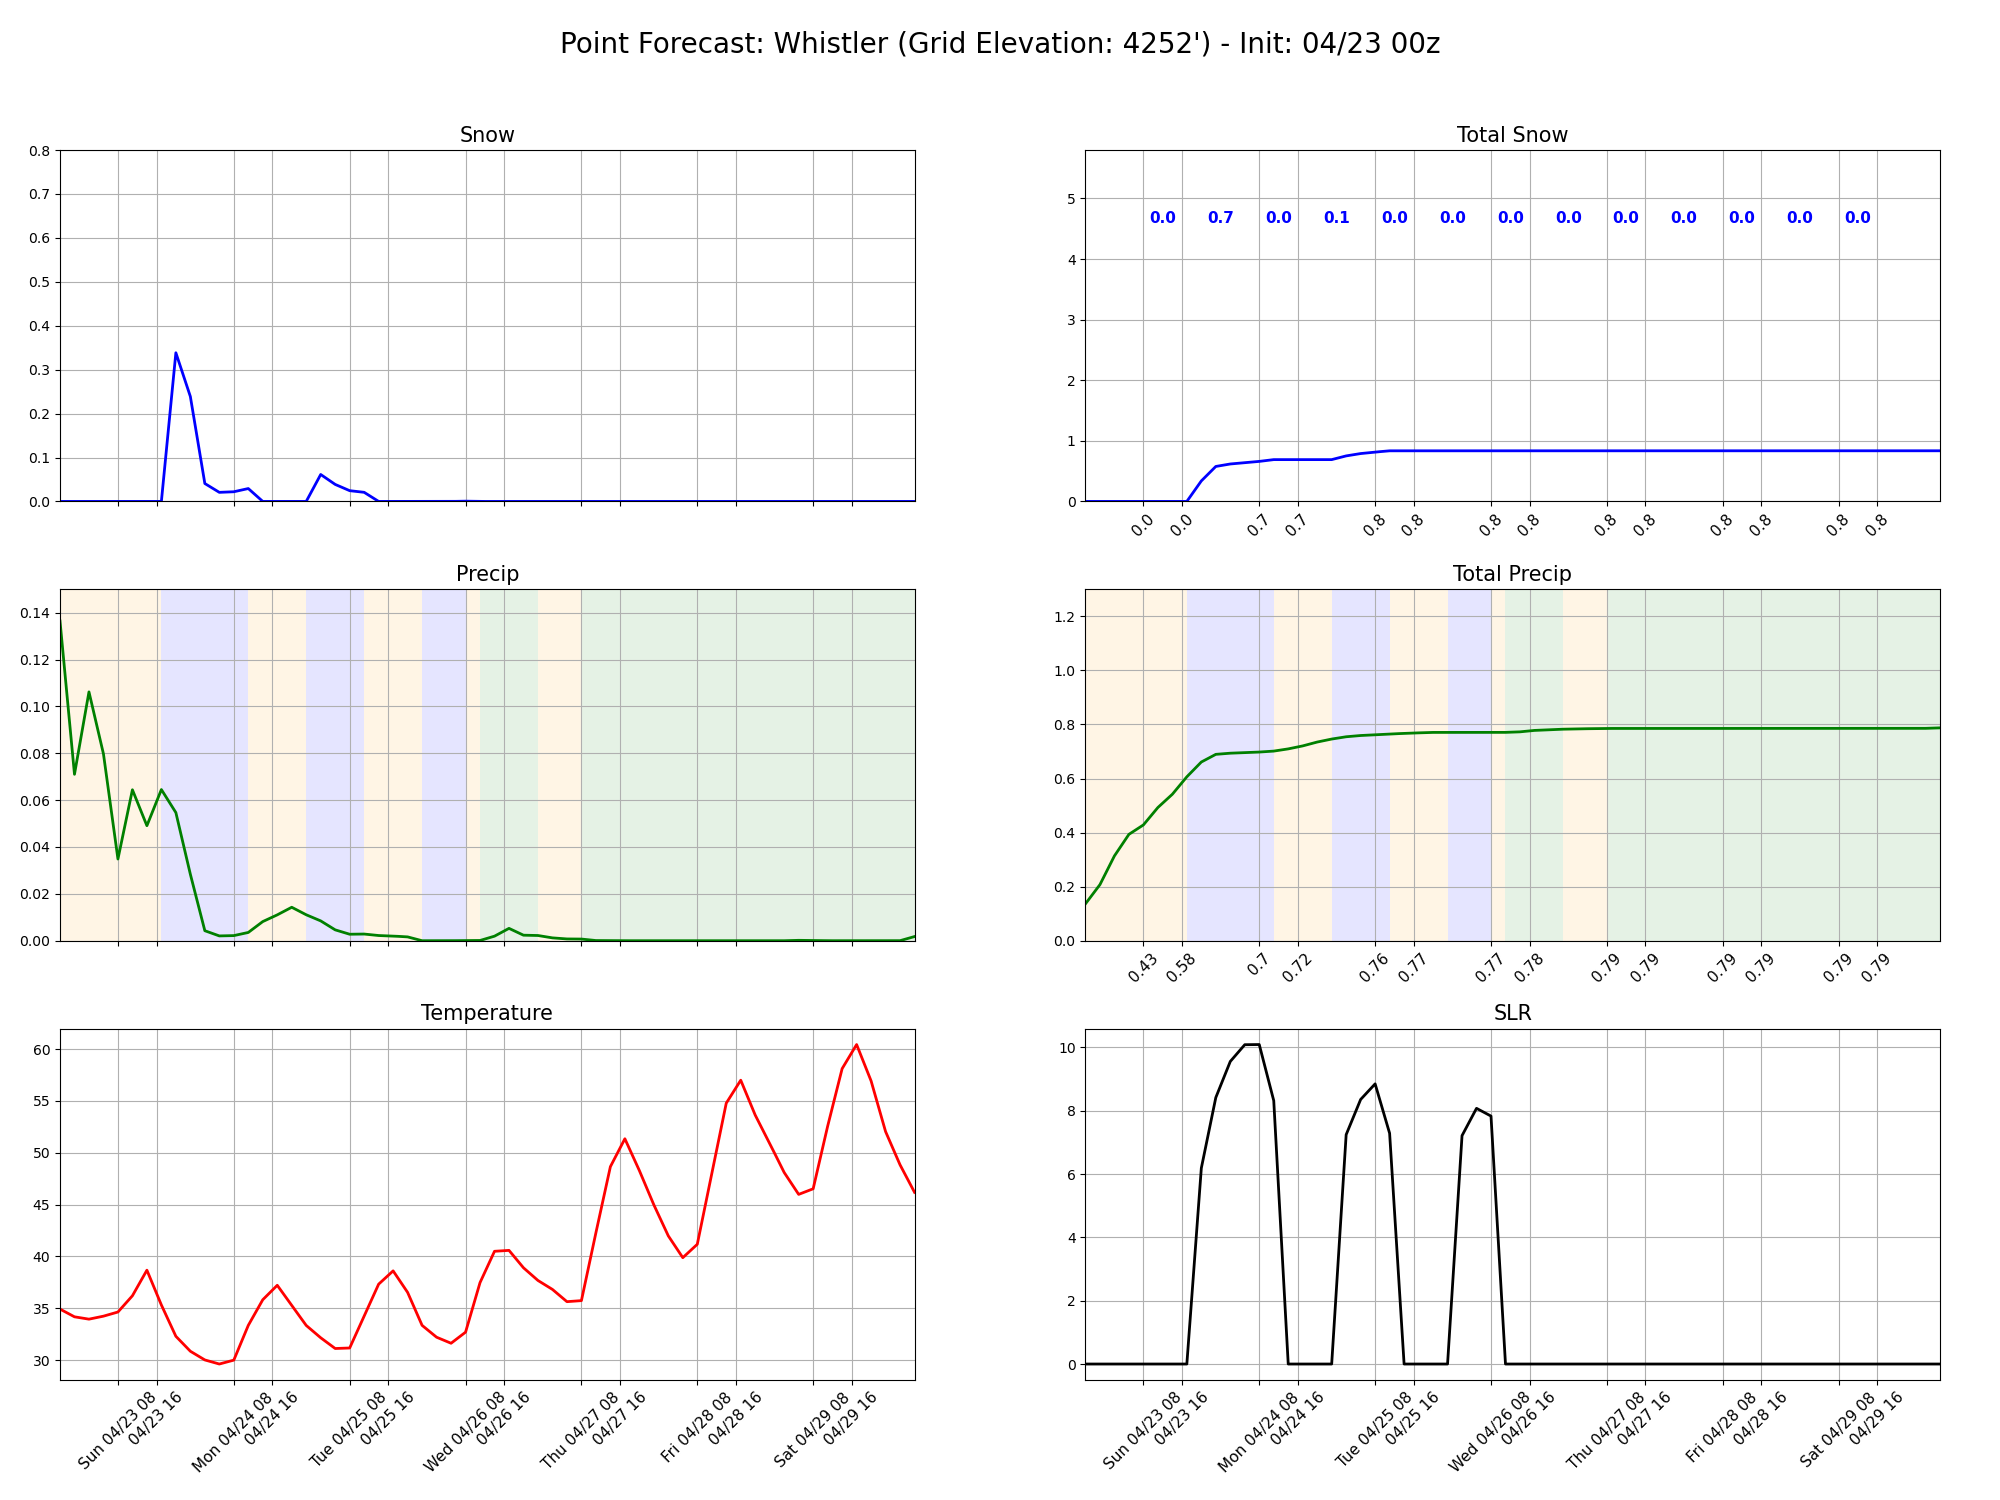 Point Forecast: Whistler (Grid Elevation: 4252') - Init: 04/23 00z
Snow
0.8
0.7
0.6
0.5
0.4
0.3
0.2
0.1
0.0
Total Snow
5
4
3
2
1
0
0.0 0.7 0.0 0.1 0.0 0.0 0.0 0.0 0.0 0.0 0.0 0.0 0.0
0.0 0.0 0.7 0.7 0.8 0.8 0.8 0.8 0.8 0.8 0.8 0.8 0.8 0.8
Precip
0.14
0.12
0.10
0.08
0.06
0.04
0.02
0.00
Total Precip
1.2
1.0
0.8
0.6
0.4
0.2
0.0
0.43 0.58 0.7 0.72 0.76 0.77 0.77 0.78 0.79 0.79 0.79 0.79 0.79 0.79
Temperature
60
55
50
45
40
35
30
Sun 04/23 08
04/23 16
Mon 04/24 08
04/24 16
Tue 04/25 08
04/25 16
Wed 04/26 08
04/26 16
Thu 04/27 08
04/27 16
Fri 04/28 08
04/28 16
Sat 04/29 08
04/29 16
SLR
10
8
6
4
2
0
Sun 04/23 08
04/23 16
Mon 04/24 08
04/24 16
Tue 04/25 08
04/25 16
Wed 04/26 08
04/26 16
Thu 04/27 08
04/27 16
Fri 04/28 08
04/28 16
Sat 04/29 08
04/29 16